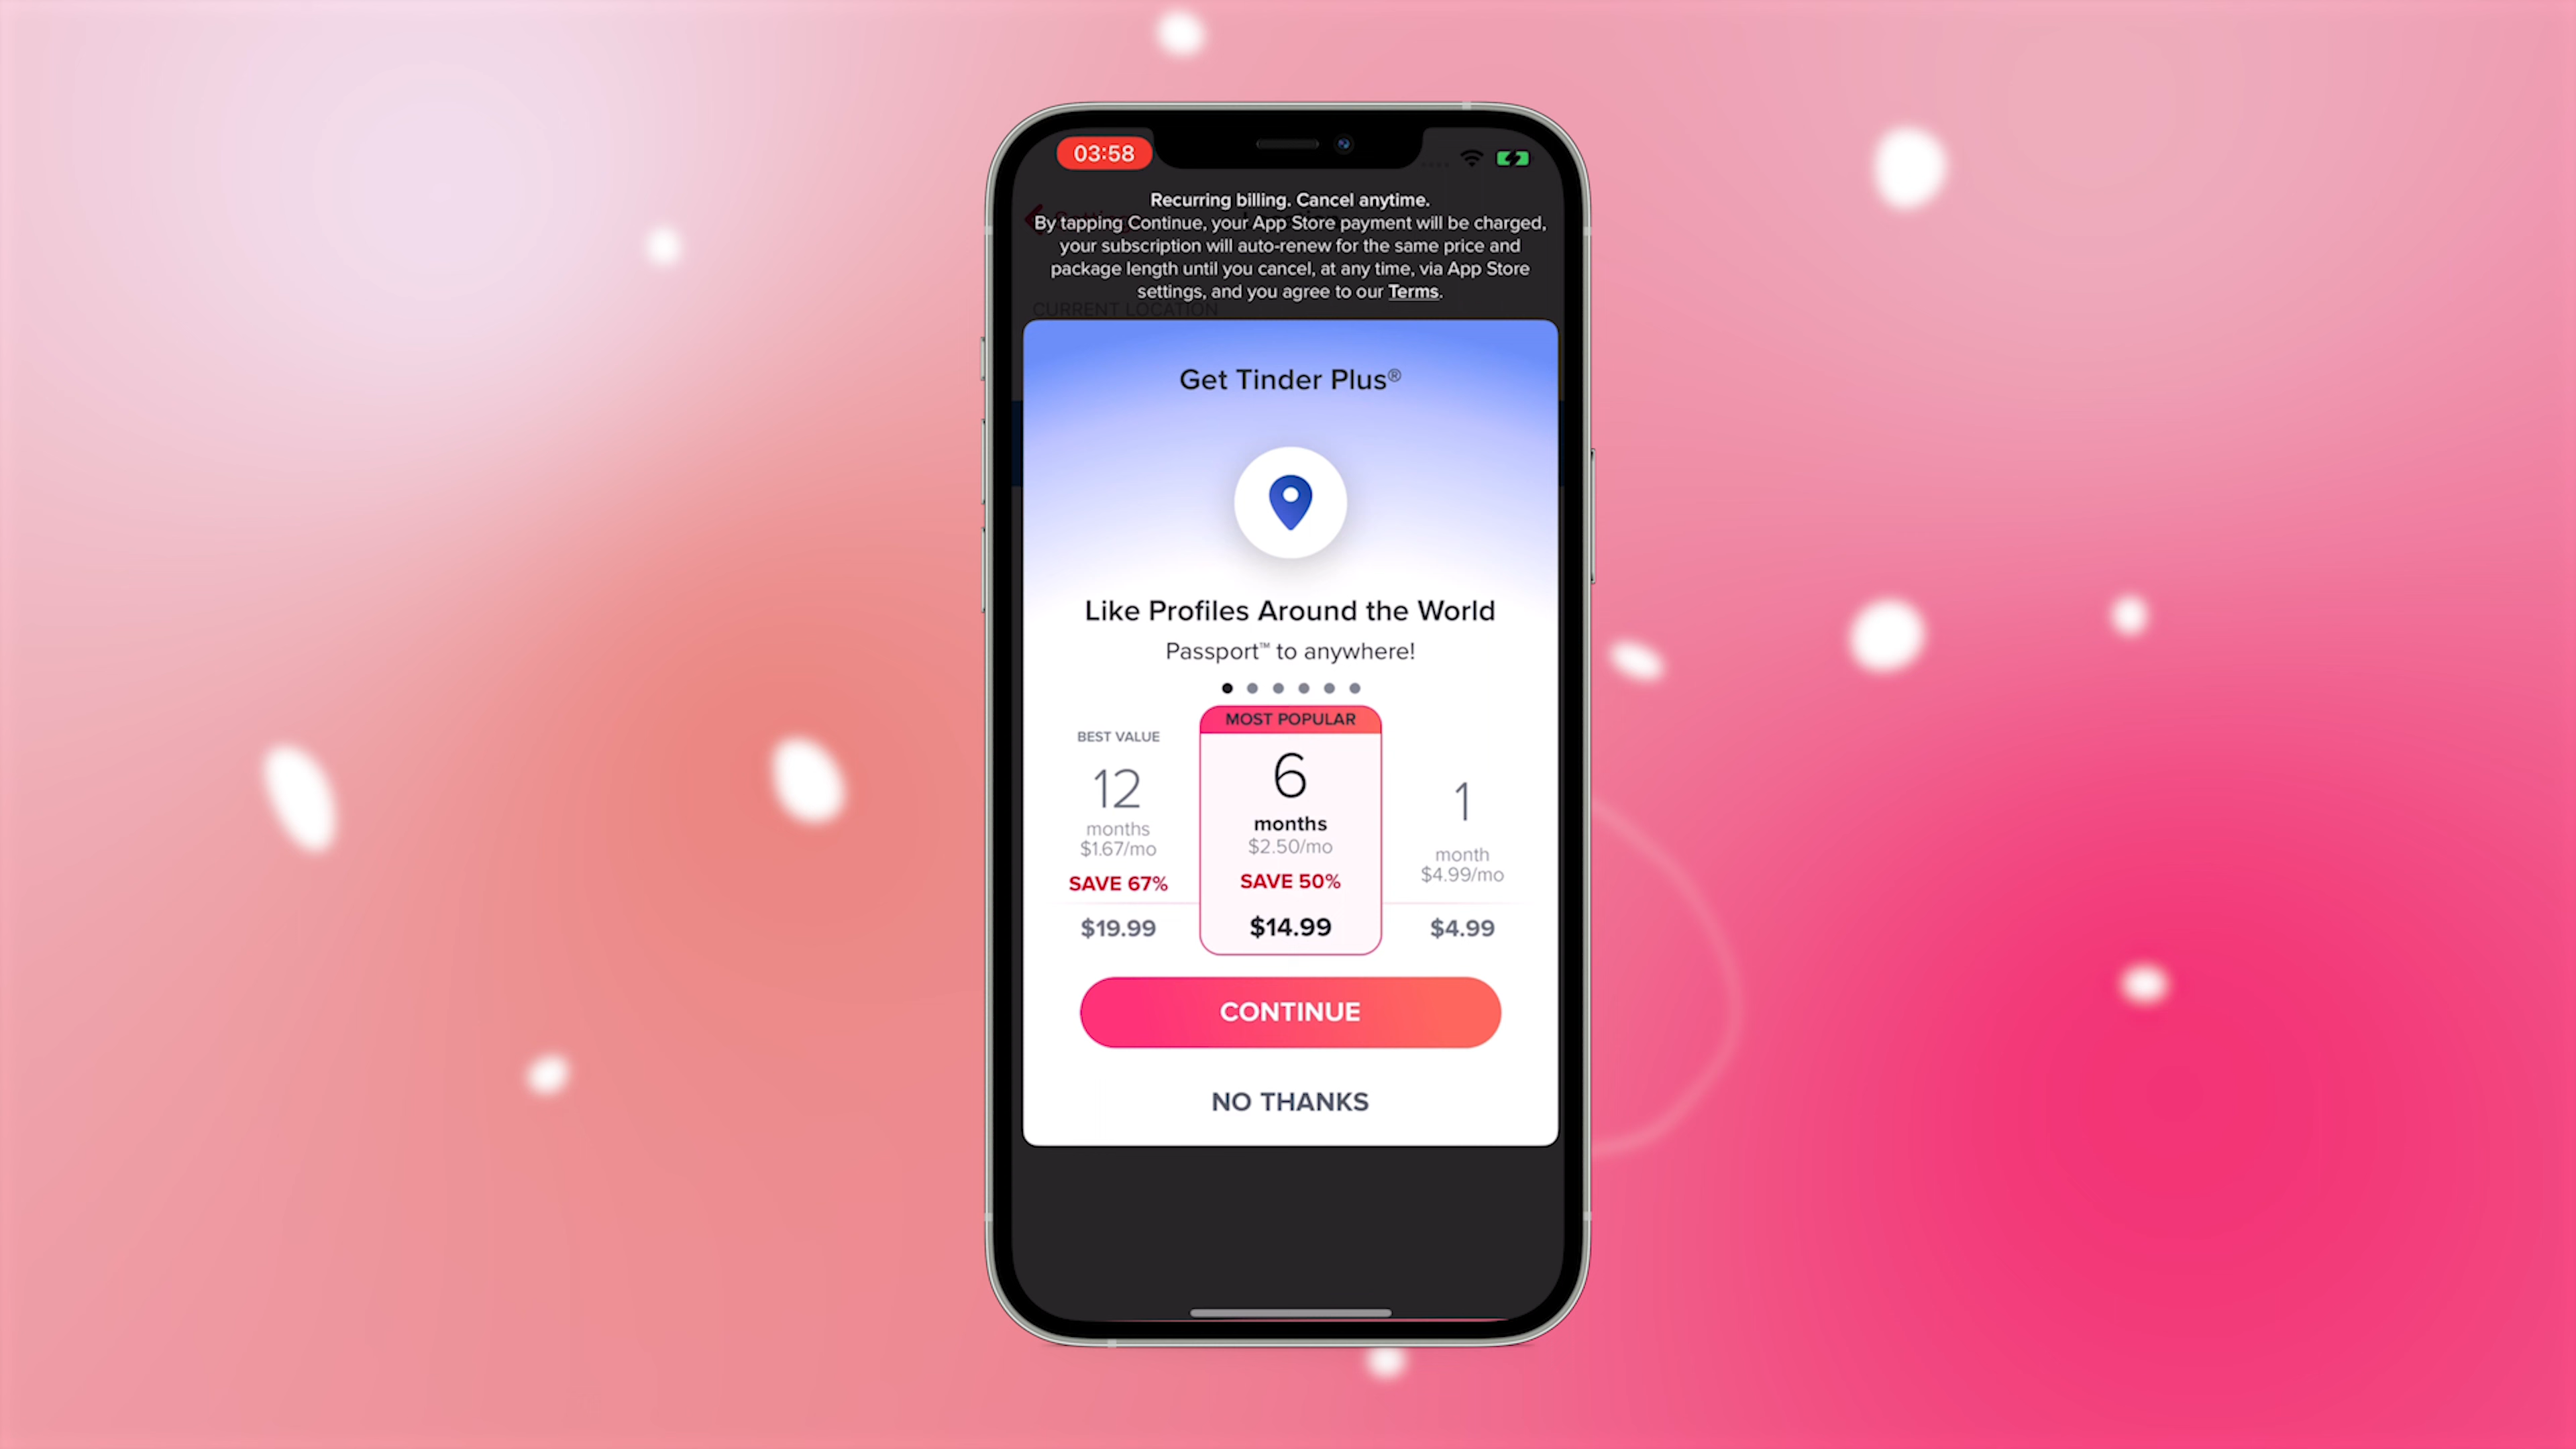 03:58
Recurring billing. Cancel anytime.
By tapping Continue, your App Store payment will be charged,
your subscription will auto-renew for the same price and
package length until you cancel, at any time, via App Store
settings, and you agree to our Terms.
CURRENT LOCATION
Get Tinder Plus®
Like Profiles Around the World
Passport™ to anywhere!
BEST VALUE
12
months
$1.67/mo
SAVE 67%
$19.99
MOST POPULAR
6
months
$2.50/mo
SAVE 50%
$14.99
1
month
$4.99/mo
$4.99
CONTINUE
NO THANKS